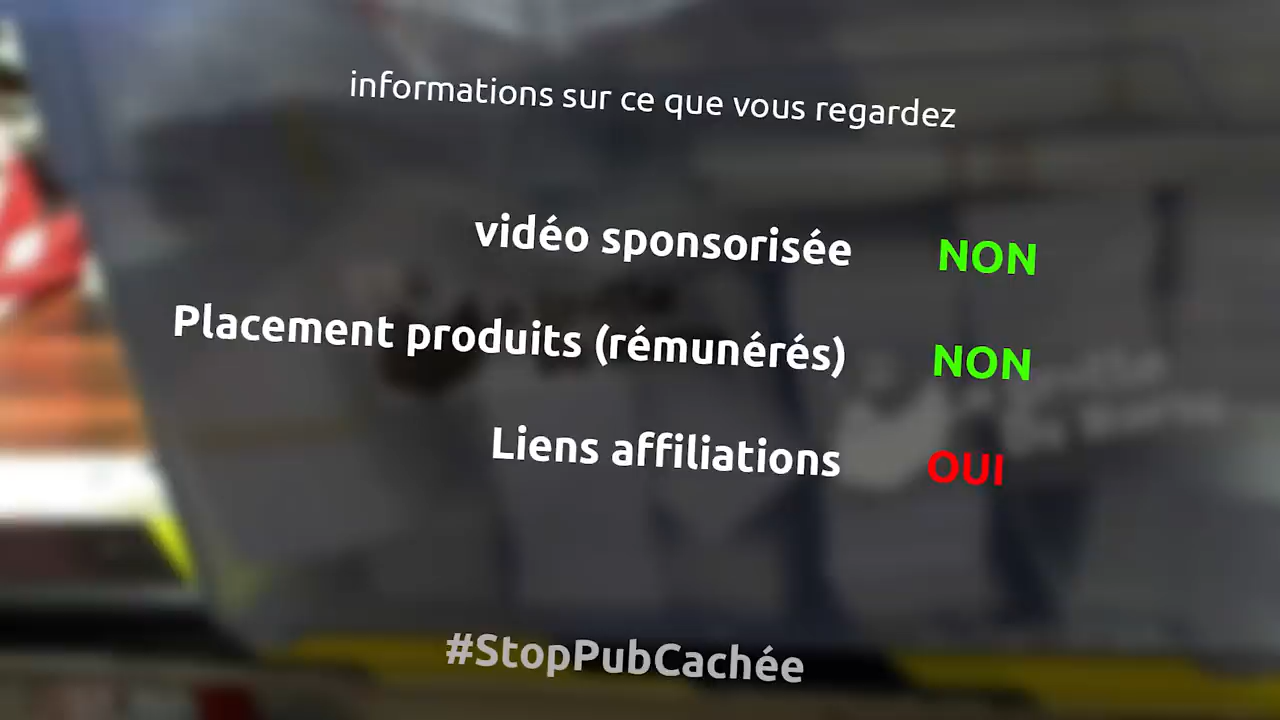 informations sur ce que vous regardez
vidéo sponsorisée NON
Placement produits (rémunérés) NON
Liens affiliations OUI
#StopPubCachée